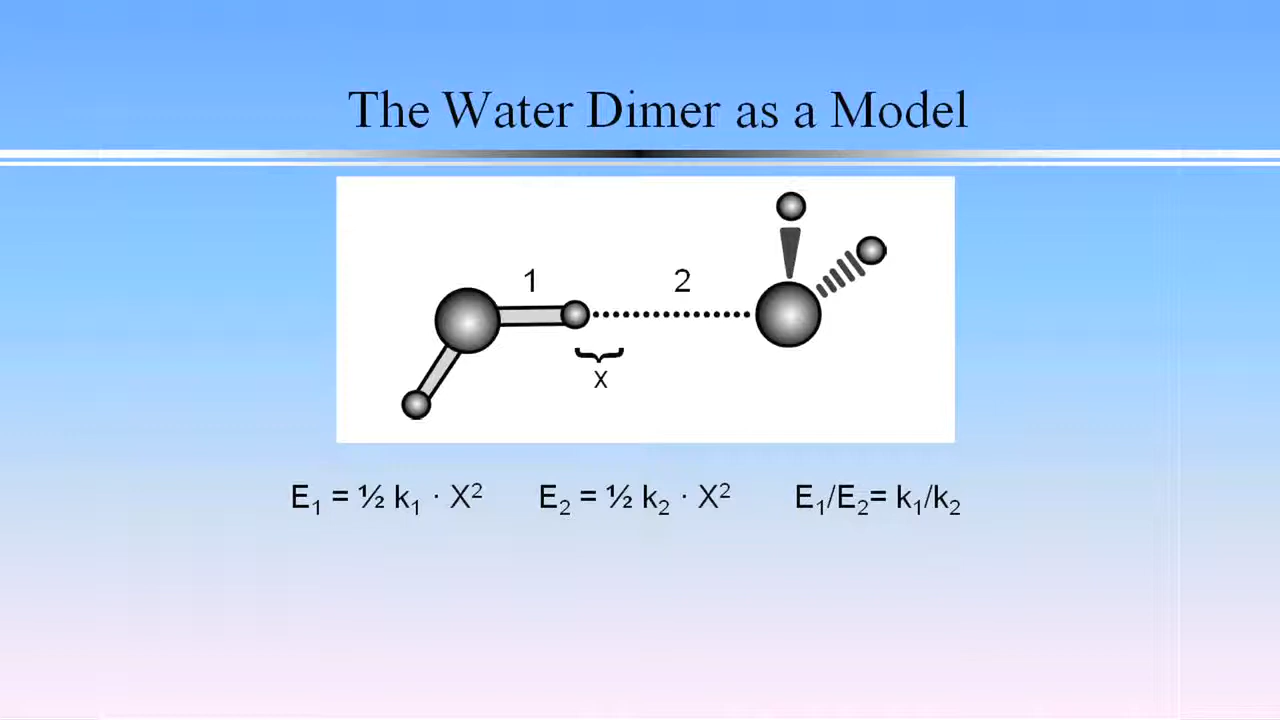 The Water Dimer as a Model
1
2
X
E₁ = ½ k₁ · X² E₂ = ½ k₂ · X² E₁/E₂= k₁/k₂